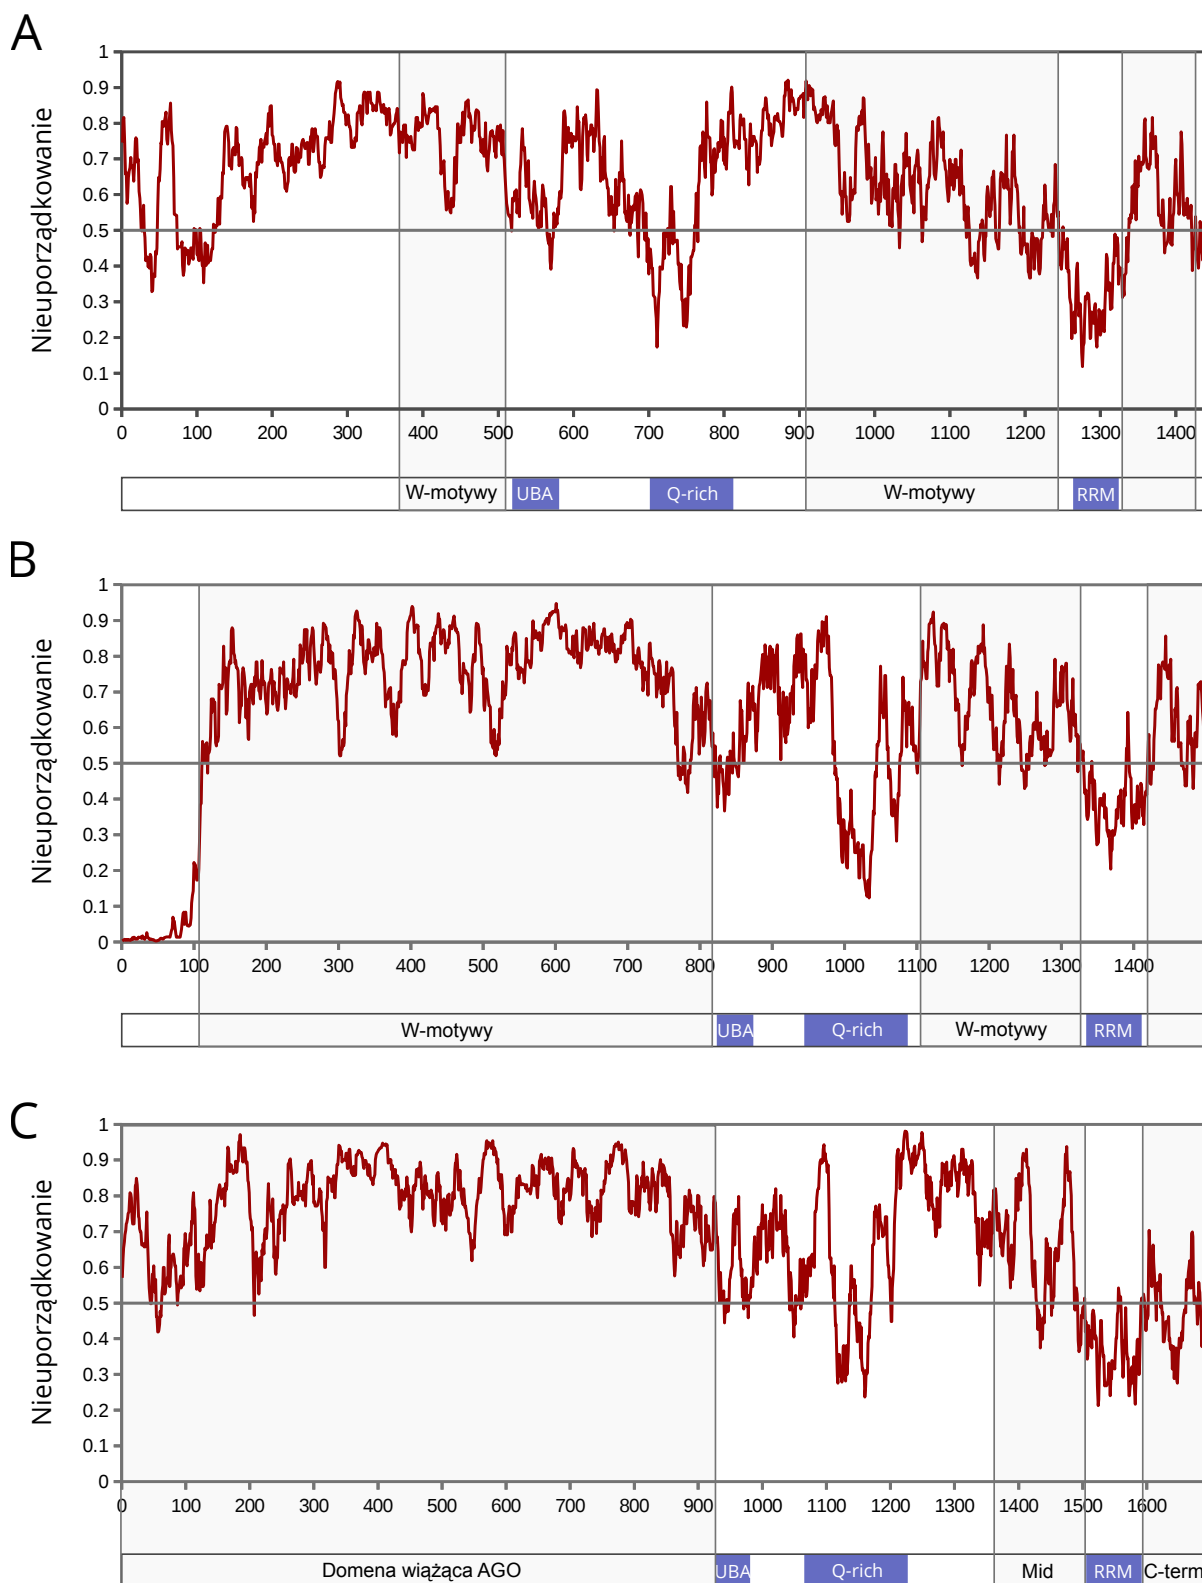 A
Nieuporządkowanie
1
0.9
0.8
0.7
0.6
0.5
0.4
0.3
0.2
0.1
0
0 100 200 300 400 500 600 700 800 900 1000 1100 1200 1300 1400
W-motywy UBA Q-rich W-motywy RRM
B
Nieuporządkowanie
1
0.9
0.8
0.7
0.6
0.5
0.4
0.3
0.2
0.1
0
0 100 200 300 400 500 600 700 800 900 1000 1100 1200 1300 1400
W-motywy UBA Q-rich W-motywy RRM
C
Nieuporządkowanie
1
0.9
0.8
0.7
0.6
0.5
0.4
0.3
0.2
0.1
0
0 100 200 300 400 500 600 700 800 900 1000 1100 1200 1300 1400 1500 1600
Domena wiążąca AGO UBA Q-rich Mid RRM C-term